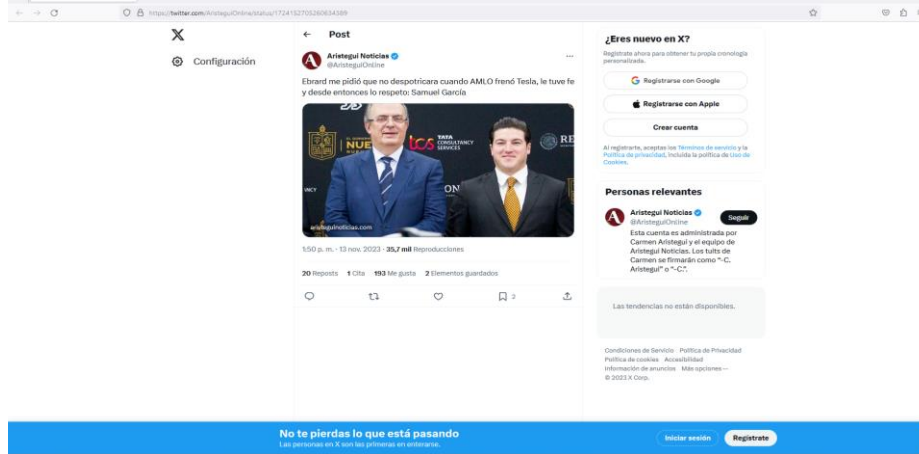 https://twitter.com/AristeguiOnline/status/1724152705260634389
X
Configuración
← Post
Aristegui Noticias
@AristeguiOnline
Ebrard me pidió que no despotricara cuando AMLO frenó Tesla, le tuve fe
y desde entonces lo respeto: Samuel García
NUE
tcs TATA
CONSULTANCY
SERVICES
RE
NCY
ON
aristeguinoticias.com
1:50 p. m. · 13 nov. 2023 · 35,7 mil Reproducciones
20 Reposts 1 Cita 193 Me gusta 2 Elementos guardados
2
¿Eres nuevo en X?
Regístrate ahora para obtener tu propia cronología
personalizada.
Registrarse con Google
Registrarse con Apple
Crear cuenta
Al registrarte, aceptas los Términos de servicio y la
Política de privacidad, incluida la política de Uso de
Cookies.
Personas relevantes
Aristegui Noticias
@AristeguiOnline
Seguir
Esta cuenta es administrada por
Carmen Aristegui y el equipo de
Aristegui Noticias. Los tuits de
Carmen se firmarán como "-C.
Aristegui" o "-C.".
Las tendencias no están disponibles.
Condiciones de Servicio Política de Privacidad
Política de cookies Accesibilidad
Información de anuncios Más opciones
© 2023 X Corp.
No te pierdas lo que está pasando
Las personas en X son las primeras en enterarse.
Iniciar sesión
Regístrate